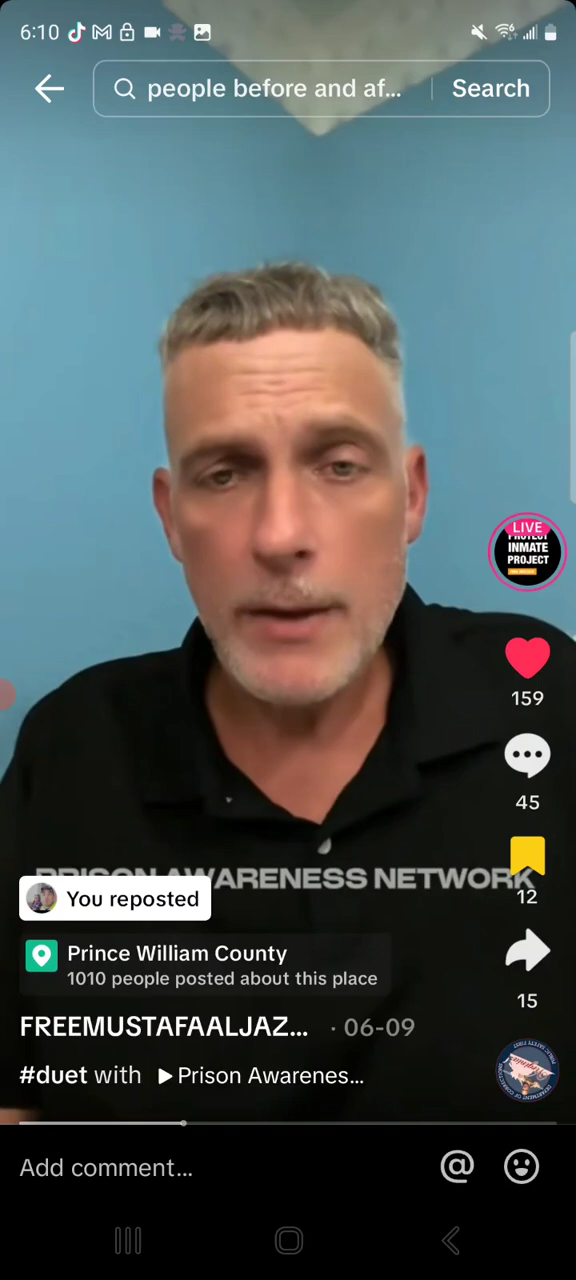 6:10
people before and af... Search
LIVE
PROTECT
INMATE
PROJECT
159
45
12
PRISON AWARENESS NETWORK
You reposted
Prince William County
1010 people posted about this place
15
FREEMUSTAFAALJAZ... · 06-09
#duet with Prison Awarenes...
Add comment...